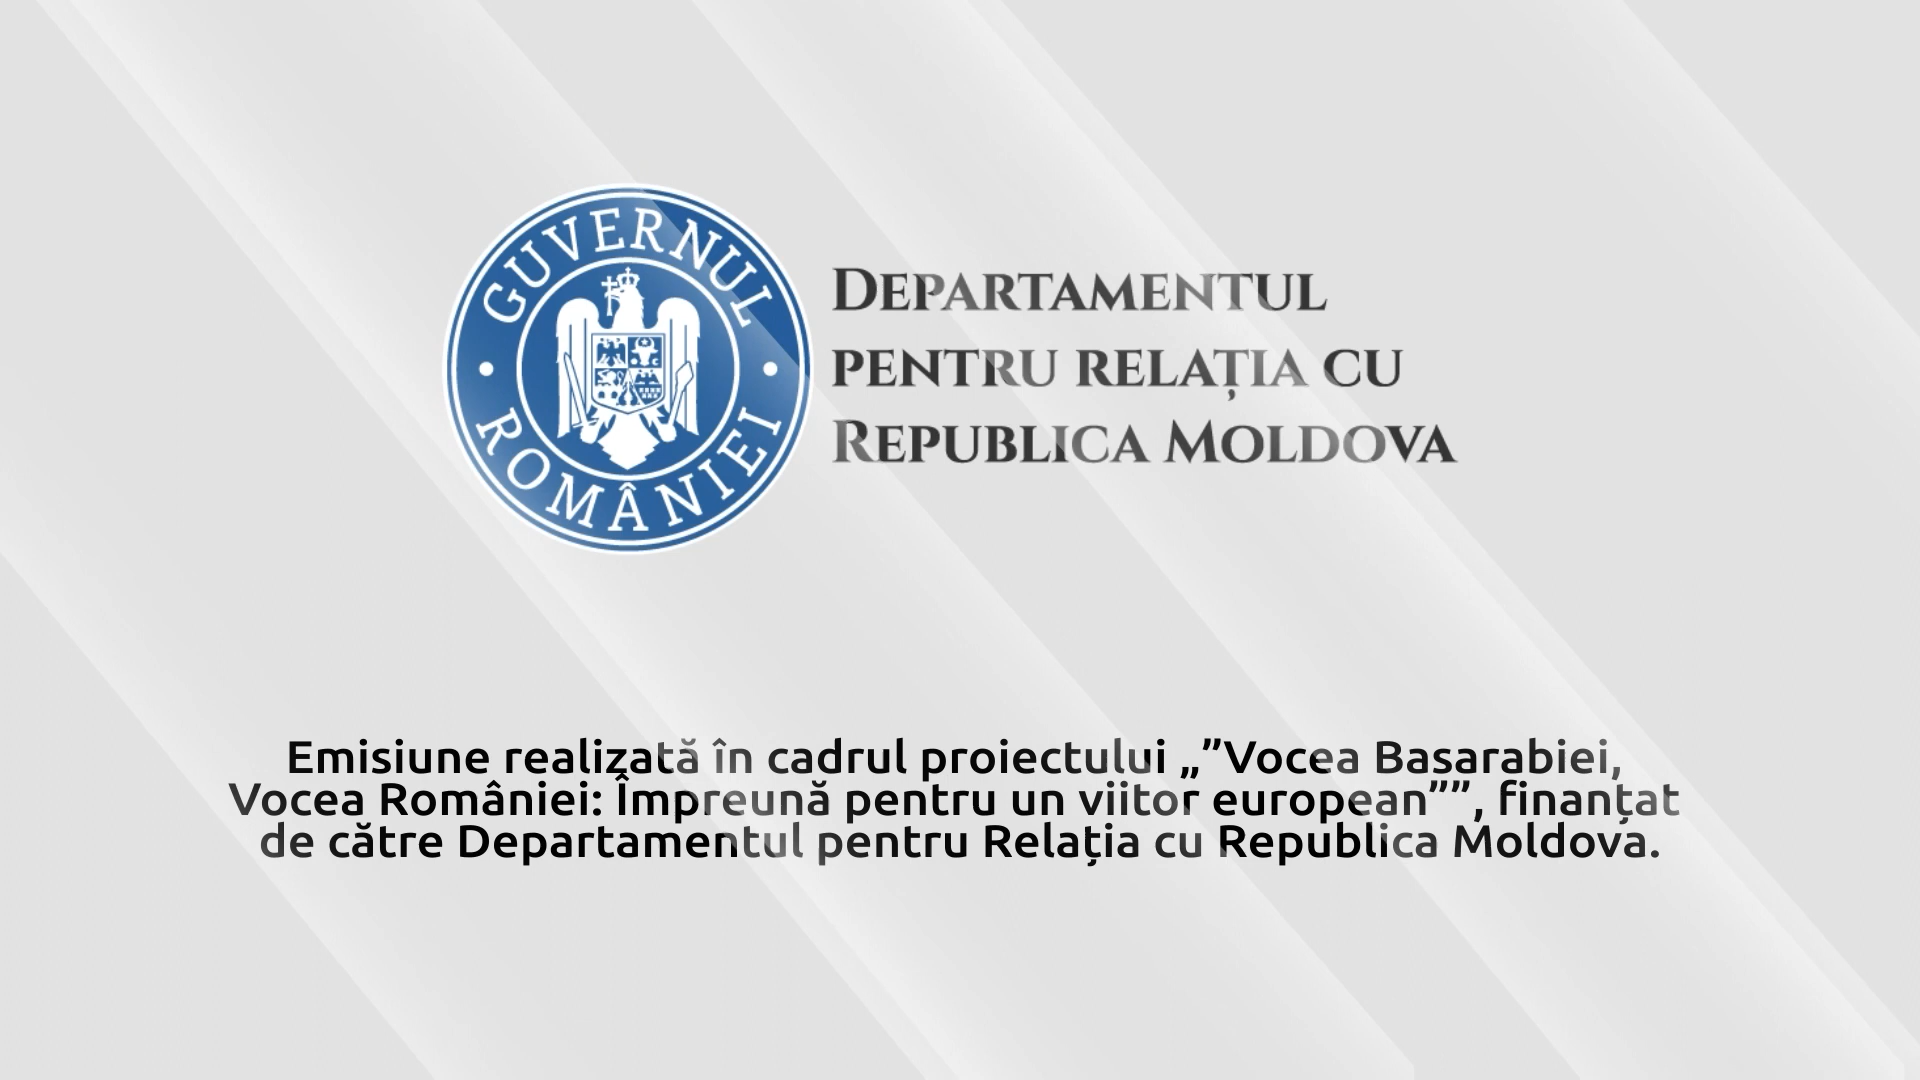 GUVERNUL
ROMÂNIEI
DEPARTAMENTUL
PENTRU RELAȚIA CU
REPUBLICA MOLDOVA
Emisiune realizată în cadrul proiectului „”Vocea Basarabiei,
Vocea României: Împreună pentru un viitor european””, finanțat
de către Departamentul pentru Relația cu Republica Moldova.